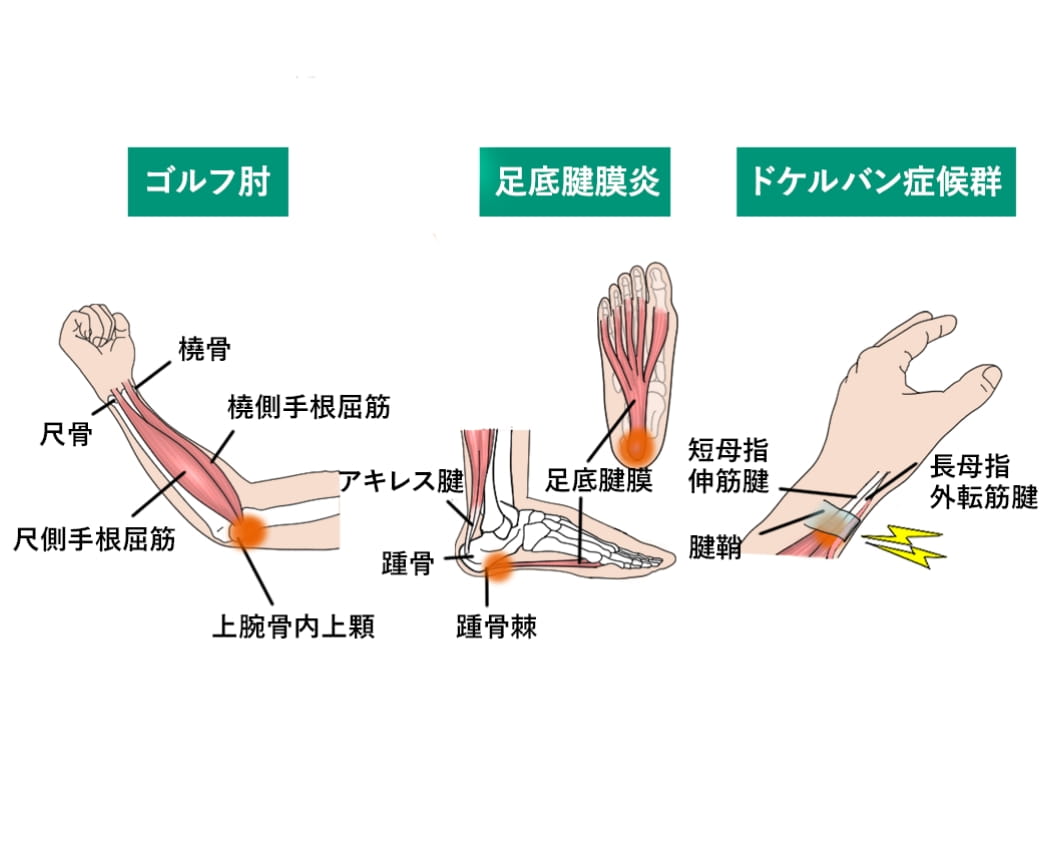 ゴルフ肘
足底腱膜炎
ドケルバン症候群
橈骨
橈側手根屈筋
尺骨
尺側手根屈筋
上腕骨内上顆
アキレス腱
足底腱膜
踵骨
踵骨棘
短母指
伸筋腱
長母指
外転筋腱
腱鞘